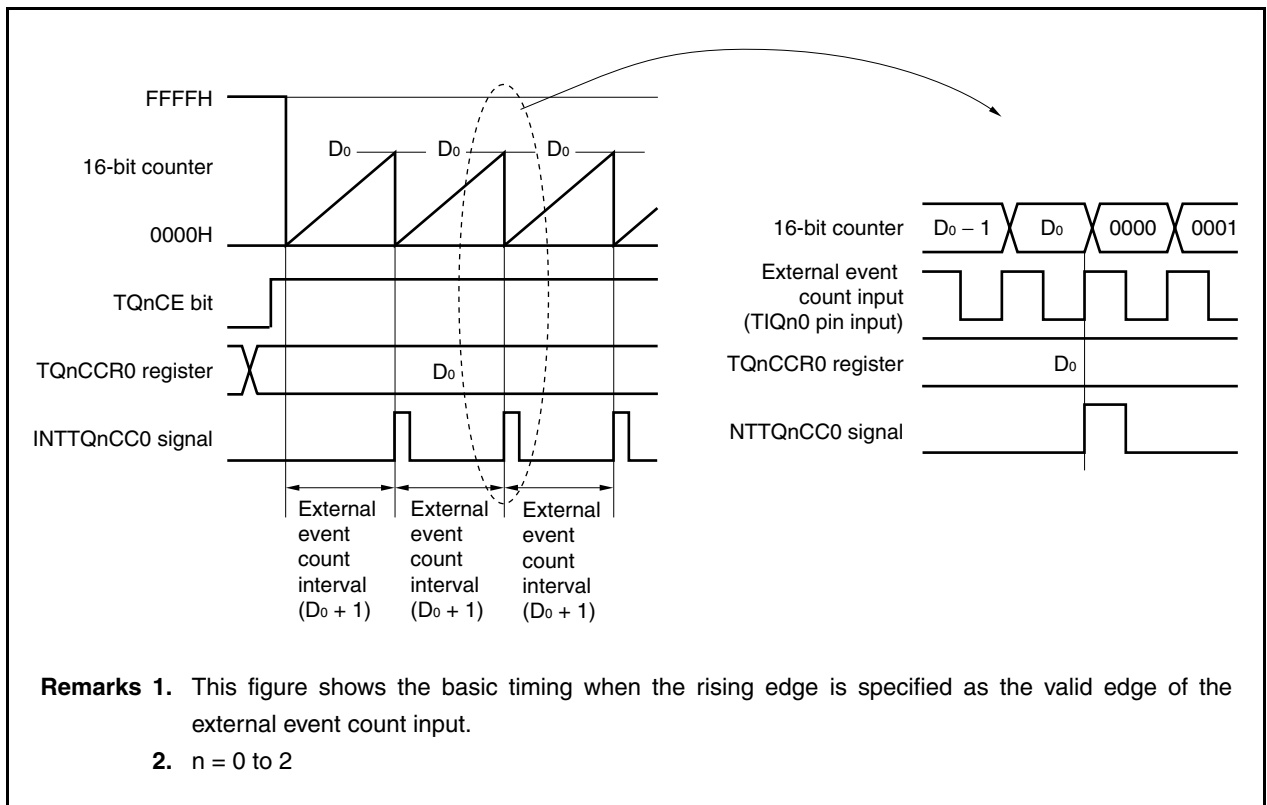 FFFFH
16-bit counter
0000H
D0
D0
D0
TQnCE bit
TQnCCR0 register
D0
INTTQnCC0 signal
External
event
count
interval
(D0 + 1)
External
event
count
interval
(D0 + 1)
External
event
count
interval
(D0 + 1)
16-bit counter
D0 − 1
D0
0000
0001
External event
count input
(TIQn0 pin input)
TQnCCR0 register
D0
NTTQnCC0 signal
Remarks 1. This figure shows the basic timing when the rising edge is specified as the valid edge of the
external event count input.
2. n = 0 to 2